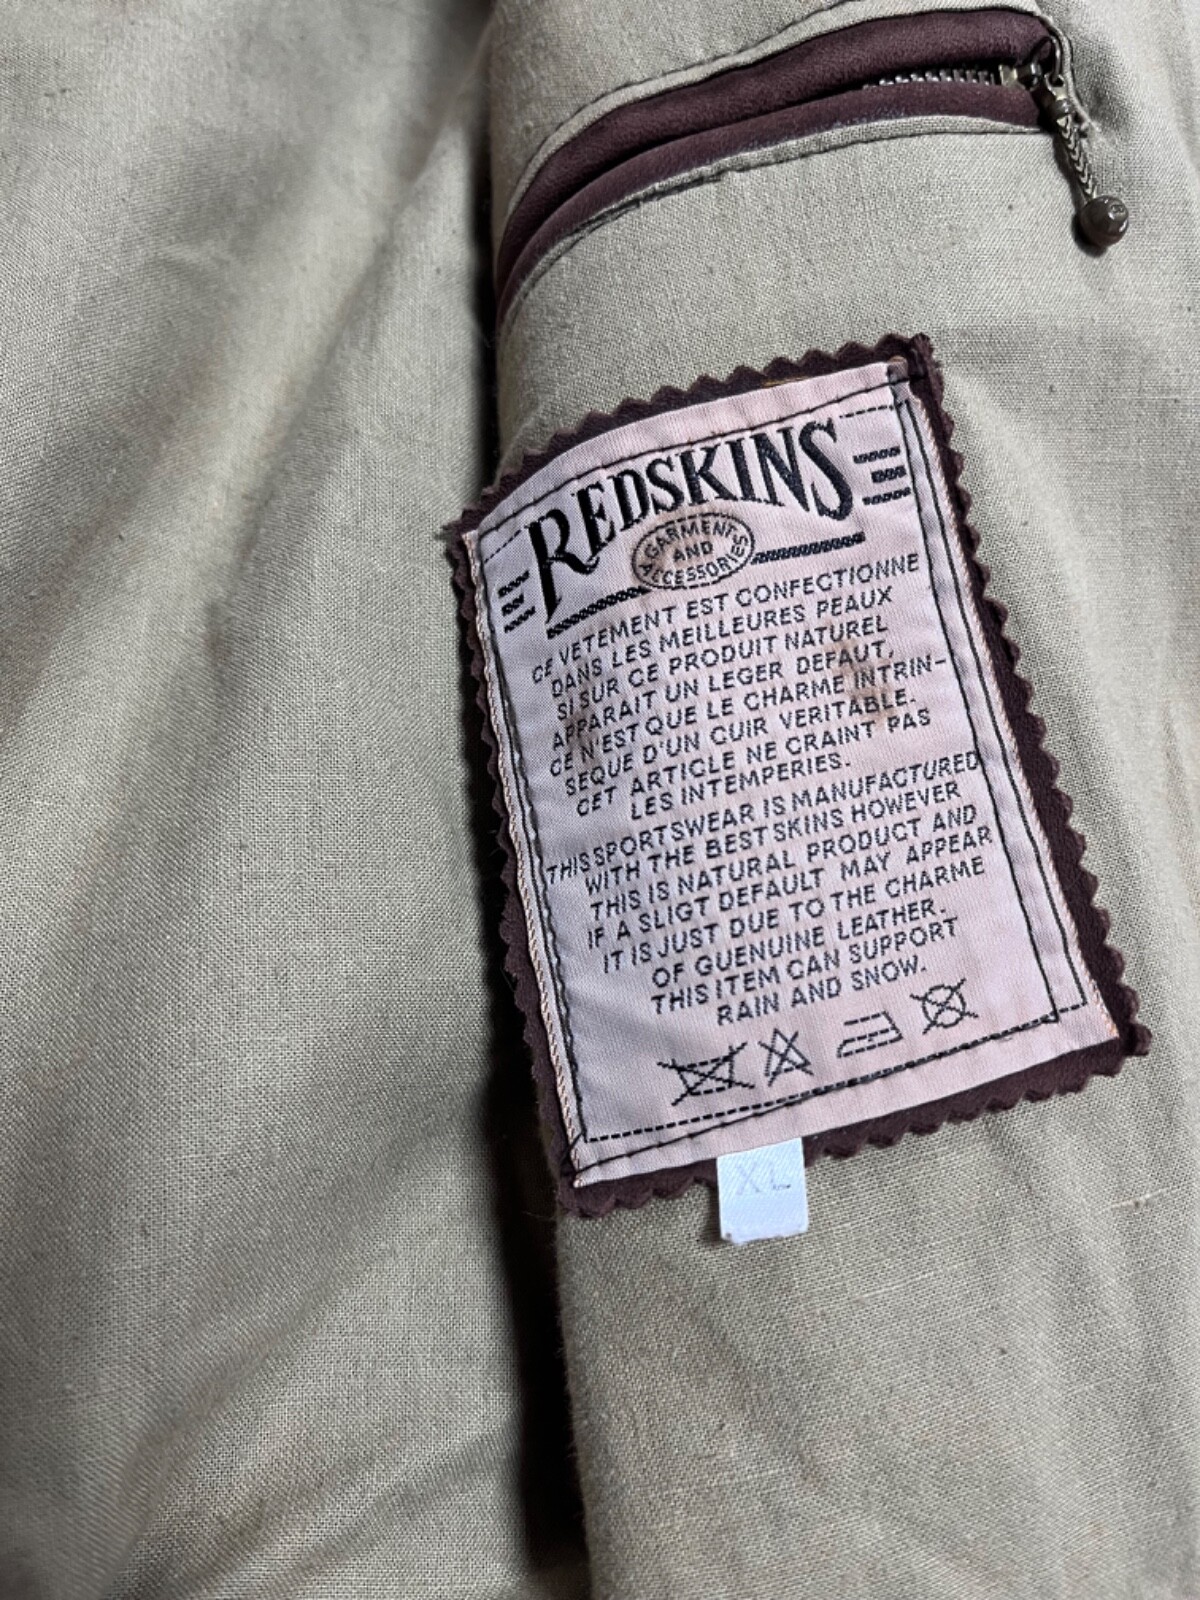 REDSKINS
GARMENT
AND
ACCESSORIES
CE VETEMENT EST CONFECTIONNE
DANS LES MEILLEURES PEAUX
SI SUR CE PRODUIT NATUREL
APPARAIT UN LEGER DEFAUT,
CE N'EST QUE LE CHARME INTRIN-
SEQUE D'UN CUIR VERITABLE.
CET ARTICLE NE CRAINT PAS
LES INTEMPERIES.
THIS SPORTSWEAR IS MANUFACTURED
WITH THE BEST SKINS HOWEVER
THIS IS NATURAL PRODUCT AND
IF A SLIGT DEFAULT MAY APPEAR
IT IS JUST DUE TO THE CHARME
OF GUENUINE LEATHER.
THIS ITEM CAN SUPPORT
RAIN AND SNOW.
XL